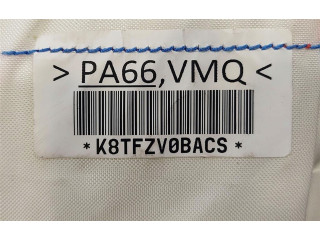 > PA66,VMQ <
* K8TFZV0BACS *